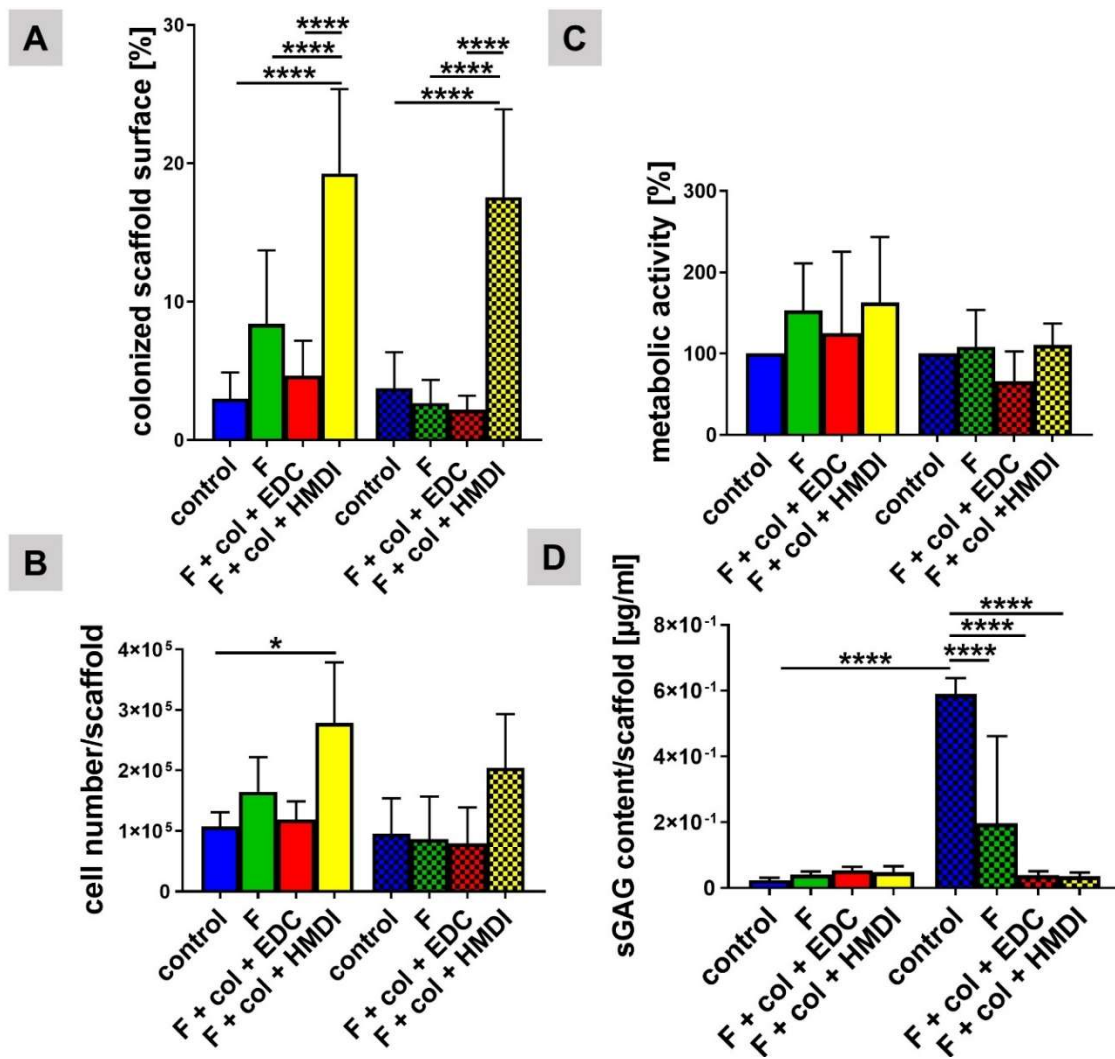 A
colonized scaffold surface [%]
30
20
10
0
****
****
****
****
****
****
control
F
F + col + EDC
F + col + HMDI
control
F
F + col + EDC
F + col + HMDI
C
metabolic activity [%]
300
200
100
0
control
F
F + col + EDC
F + col + HMDI
control
F
F + col + EDC
F + col +HMDI
B
cell number/scaffold
4×10⁵
3×10⁵
2×10⁵
1×10⁵
0
*
control
F
F + col + EDC
F + col + HMDI
control
F
F + col + EDC
F + col + HMDI
D
sGAG content/scaffold [µg/ml]
8×10⁻¹
6×10⁻¹
4×10⁻¹
2×10⁻¹
0
****
****
****
****
control
F
F + col + EDC
F + col + HMDI
control
F
F + col + EDC
F + col + HMDI